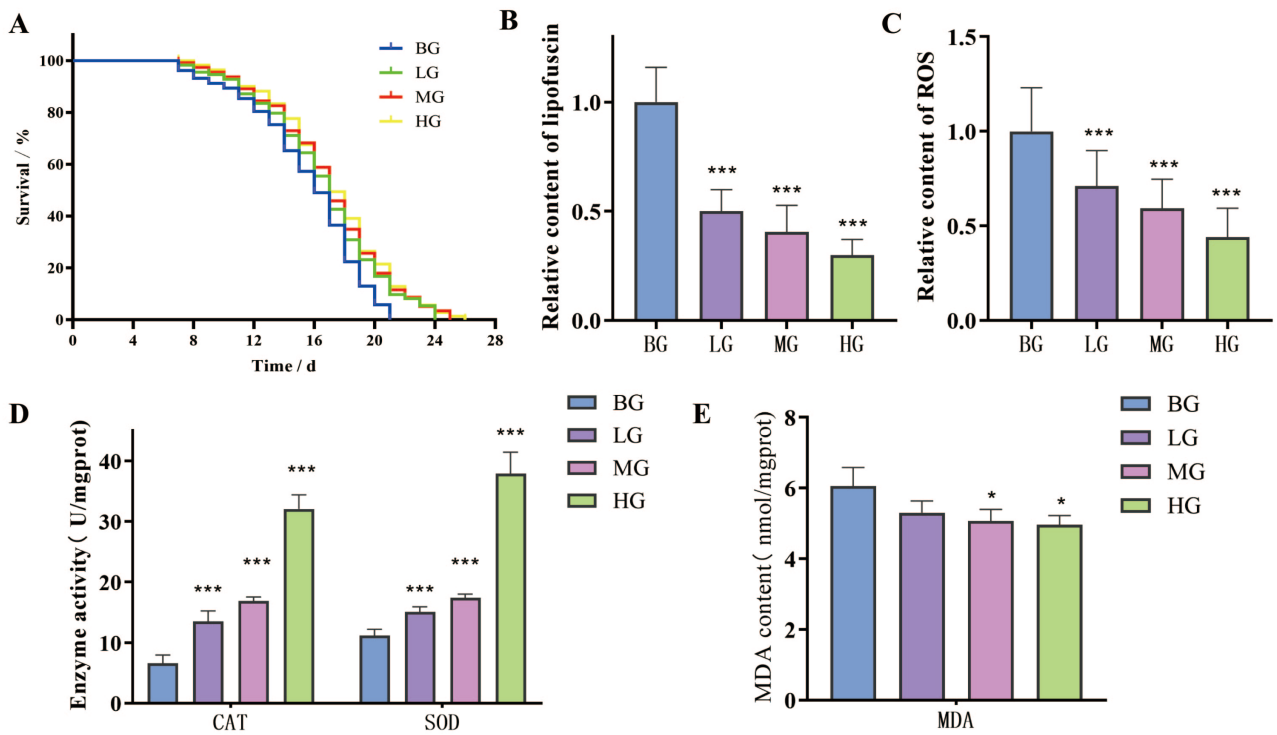 A
BG
LG
MG
HG
100
80
60
40
20
0
Survival / %
0 4 8 12 16 20 24 28
Time / d
B
Relative content of lipofuscin
1.0
0.5
0.0
***
***
***
BG LG MG HG
C
Relative content of ROS
1.5
1.0
0.5
0.0
***
***
***
BG LG MG HG
D
Enzyme activity( U/mgprot)
40
30
20
10
0
***
***
***
***
***
***
CAT SOD
BG
LG
MG
HG
E
MDA content( nmol/mgprot)
8
6
4
2
0
* *
MDA
BG
LG
MG
HG